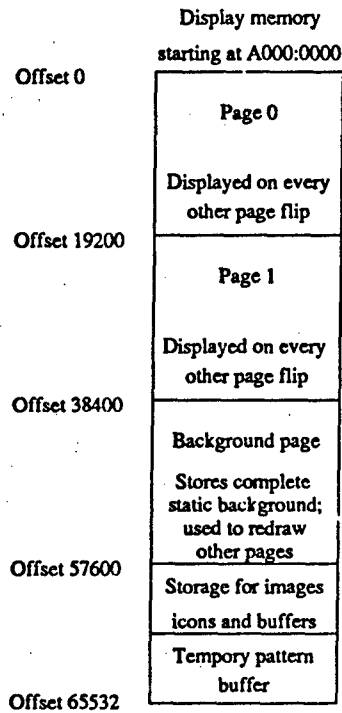 Display memory
starting at A000:0000
Offset 0
Page 0
Displayed on every
other page flip
Offset 19200
Page 1
Displayed on every
other page flip
Offset 38400
Background page
Stores complete
static background;
used to redraw
other pages
Offset 57600
Storage for images
icons and buffers
Tempory pattern
buffer
Offset 65532